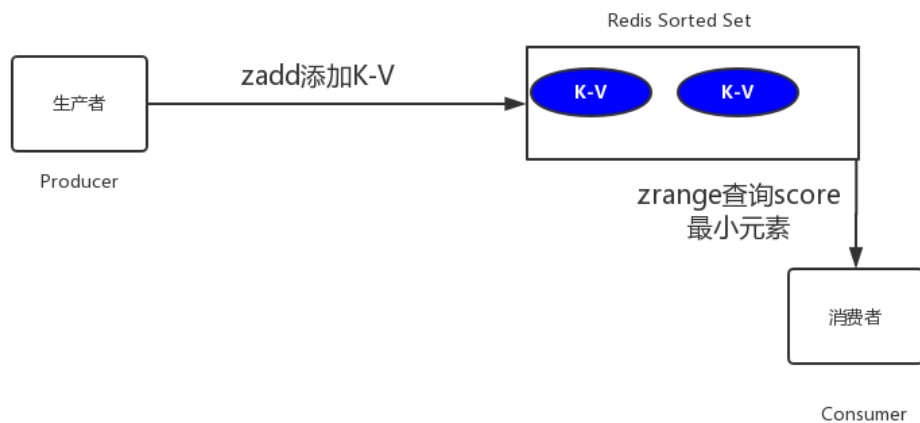 Redis Sorted Set
zadd添加K-V
生产者
K-V
K-V
Producer
zrange查询score
最小元素
消费者
Consumer